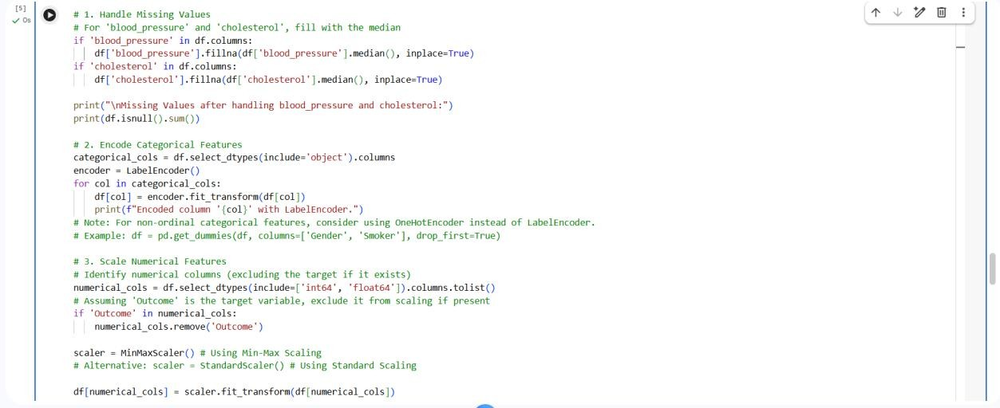 [5]
0s
# 1. Handle Missing Values
# For 'blood_pressure' and 'cholesterol', fill with the median
if 'blood_pressure' in df.columns:
    df['blood_pressure'].fillna(df['blood_pressure'].median(), inplace=True)
if 'cholesterol' in df.columns:
    df['cholesterol'].fillna(df['cholesterol'].median(), inplace=True)
print("\nMissing Values after handling blood_pressure and cholesterol:")
print(df.isnull().sum())
# 2. Encode Categorical Features
categorical_cols = df.select_dtypes(include='object').columns
encoder = LabelEncoder()
for col in categorical_cols:
    df[col] = encoder.fit_transform(df[col])
    print(f"Encoded column '{col}' with LabelEncoder.")
# Note: For non-ordinal categorical features, consider using OneHotEncoder instead of LabelEncoder.
# Example: df = pd.get_dummies(df, columns=['Gender', 'Smoker'], drop_first=True)
# 3. Scale Numerical Features
# Identify numerical columns (excluding the target if it exists)
numerical_cols = df.select_dtypes(include=['int64', 'float64']).columns.tolist()
# Assuming 'Outcome' is the target variable, exclude it from scaling if present
if 'Outcome' in numerical_cols:
    numerical_cols.remove('Outcome')
scaler = MinMaxScaler() # Using Min-Max Scaling
# Alternative: scaler = StandardScaler() # Using Standard Scaling
df[numerical_cols] = scaler.fit_transform(df[numerical_cols])